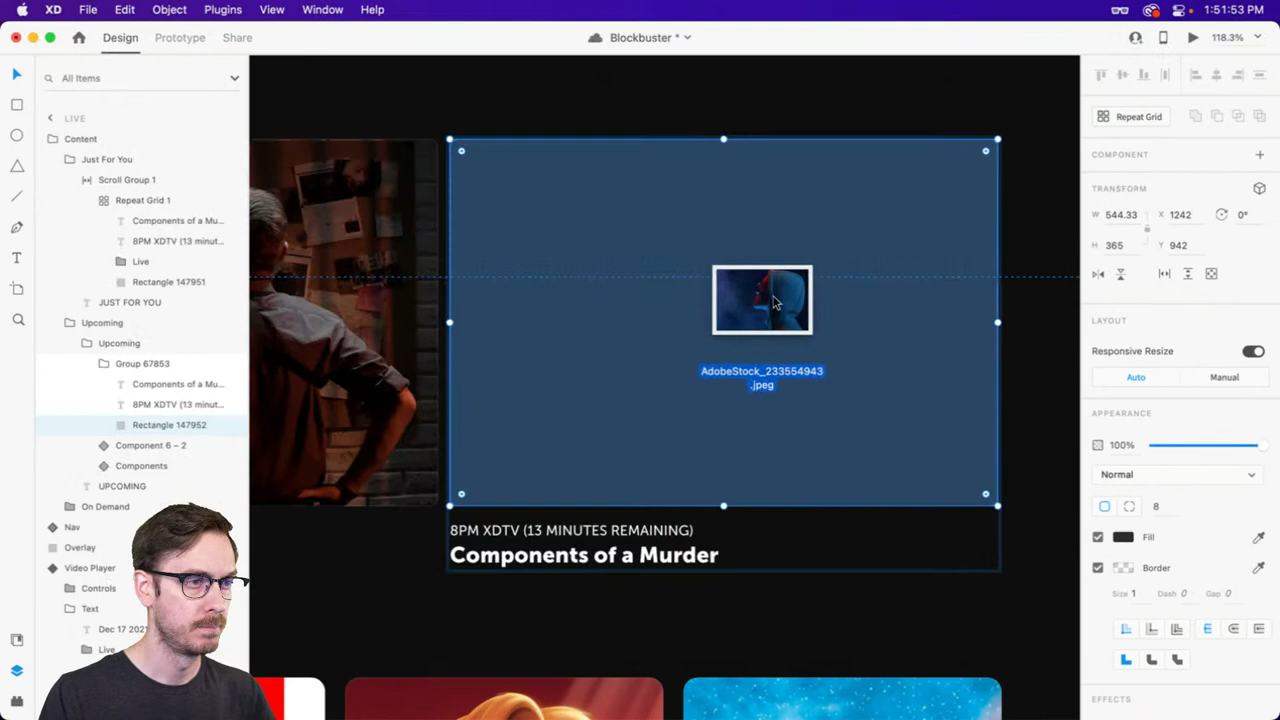 XD File Edit Object Plugins View Window Help 1:51:53 PM
Design Prototype Share Blockbuster * 118.3%
All Items
LIVE
Content
Just For You
Scroll Group 1
Repeat Grid 1
Components of a Mu...
8PM XDTV (13 minut...
Live
Rectangle 147951
JUST FOR YOU
Upcoming
Upcoming
Group 67853
Components of a Mu...
8PM XDTV (13 minut...
Rectangle 147952
Component 6 – 2
Components
UPCOMING
On Demand
Nav
Overlay
Video Player
Controls
Text
Dec 17 202
Live
AdobeStock_233554943
.jpeg
8PM XDTV (13 MINUTES REMAINING)
Components of a Murder
Repeat Grid
COMPONENT
TRANSFORM
W 544.33 X 1242 0°
H 365 Y 942
LAYOUT
Responsive Resize
Auto Manual
APPEARANCE
100%
Normal
8
Fill
Border
Size 1 Dash 0 Gap 0
EFFECTS